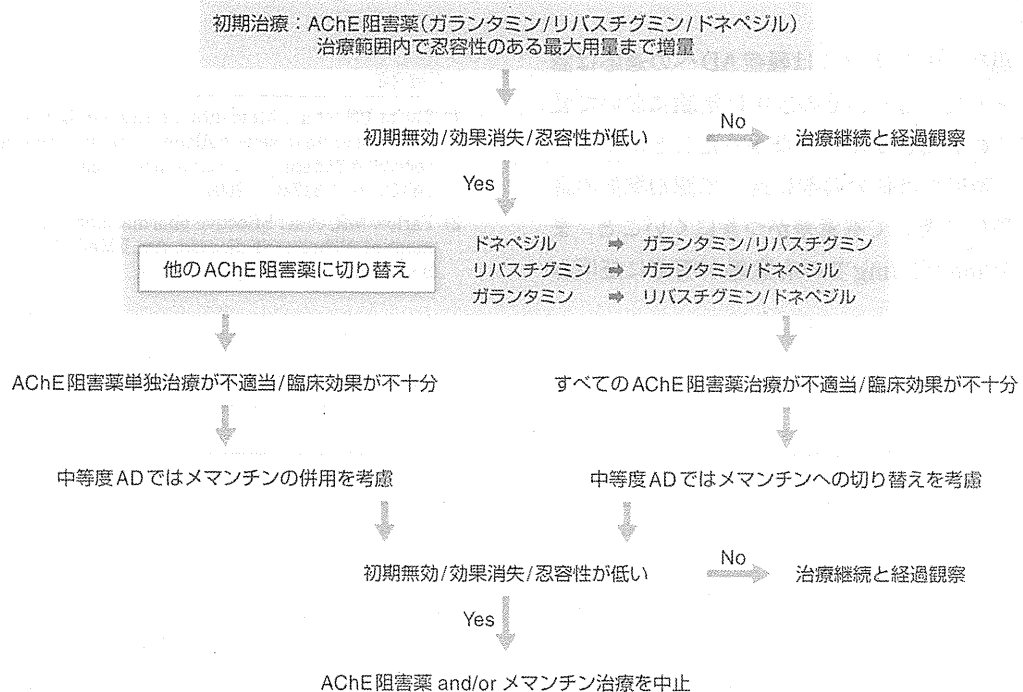 初期治療：AChE阻害薬（ガランタミン/リバスチグミン/ドネペジル）
治療範囲内で忍容性のある最大用量まで増量
初期無効/効果消失/忍容性が低い
No
治療継続と経過観察
Yes
他のAChE阻害薬に切り替え
ドネペジル ➡ ガランタミン/リバスチグミン
リバスチグミン ➡ ガランタミン/ドネペジル
ガランタミン ➡ リバスチグミン/ドネペジル
AChE阻害薬単独治療が不適当/臨床効果が不十分
すべてのAChE阻害薬治療が不適当/臨床効果が不十分
中等度ADではメマンチンの併用を考慮
中等度ADではメマンチンへの切り替えを考慮
初期無効/効果消失/忍容性が低い
No
治療継続と経過観察
Yes
AChE阻害薬 and/or メマンチン治療を中止